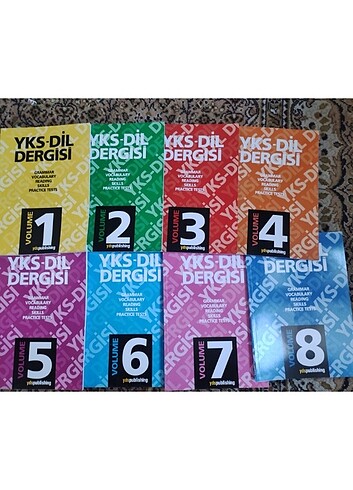 YKS-DİL
DERGİSİ
GRAMMAR
VOCABULARY
READING
SKILLS
PRACTICE TESTS
VOLUME
1
ydspublishing
YKS-DİL
DERGİSİ
GRAMMAR
VOCABULARY
READING
SKILLS
PRACTICE TESTS
VOLUME
2
ydspublishing
YKS-DİL
DERGİSİ
GRAMMAR
VOCABULARY
READING
SKILLS
PRACTICE TESTS
VOLUME
3
ydspublishing
YKS-DİL
DERGİSİ
GRAMMAR
VOCABULARY
READING
SKILLS
PRACTICE TESTS
VOLUME
4
ydspublishing
YKS-DİL
DERGİSİ
GRAMMAR
VOCABULARY
READING
SKILLS
PRACTICE TESTS
VOLUME
5
ydspublishing
YKS-DİL
DERGİSİ
GRAMMAR
VOCABULARY
READING
SKILLS
PRACTICE TESTS
VOLUME
6
ydspublishing
YKS-DİL
DERGİSİ
GRAMMAR
VOCABULARY
READING
SKILLS
PRACTICE TESTS
VOLUME
7
ydspublishing
DERGİSİ
GRAMMAR
VOCABULARY
READING
SKILLS
PRACTICE TESTS
VOLUME
8
ydspublishing